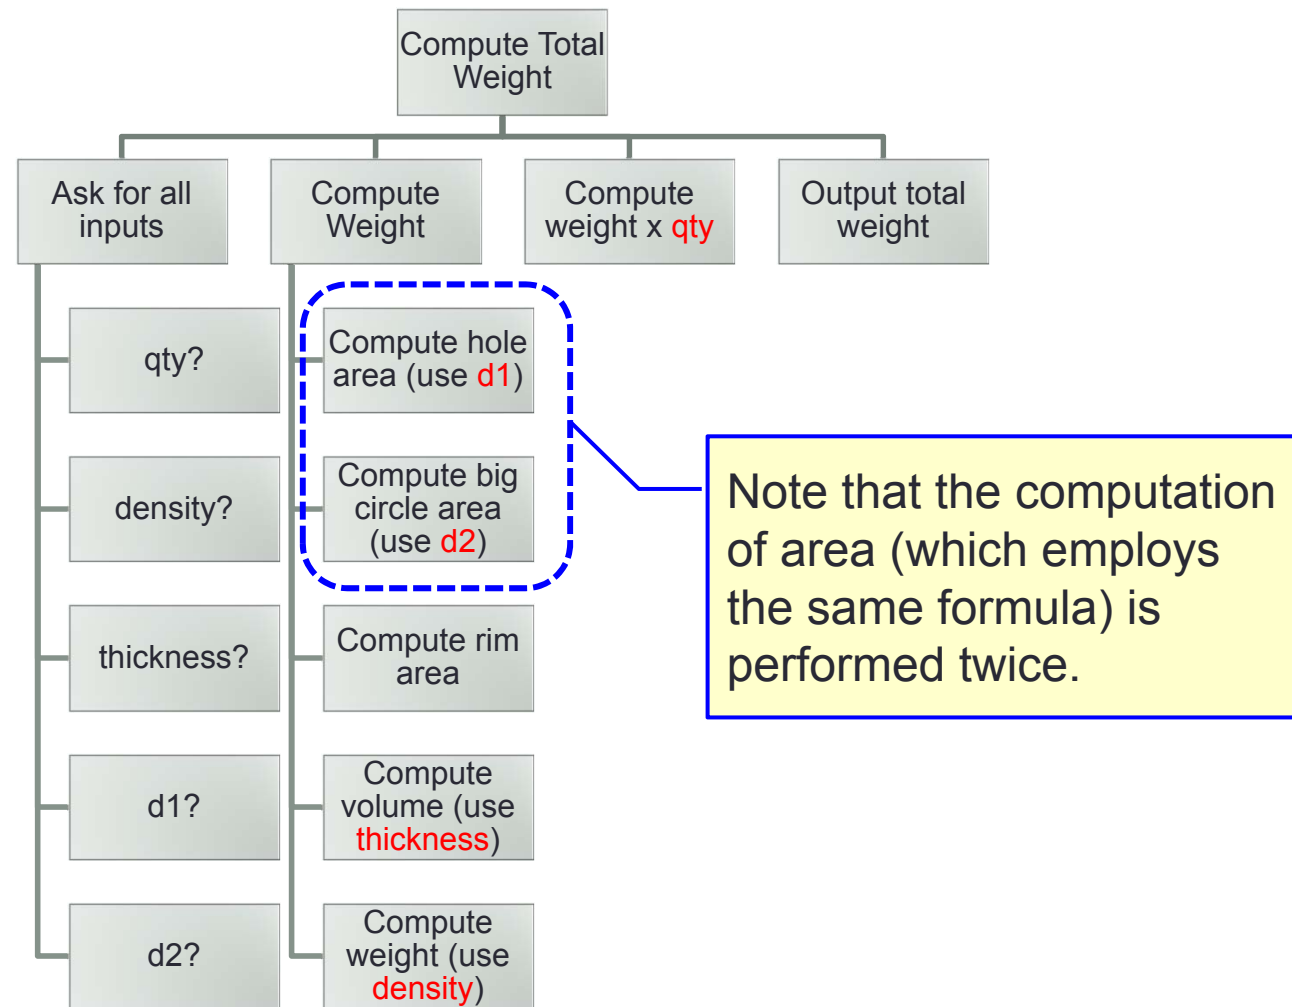 Compute Total
Weight
Ask for all
inputs
Compute
Weight
Compute
weight x qty
Output total
weight
qty?
density?
thickness?
d1?
d2?
Compute hole
area (use d1)
Compute big
circle area
(use d2)
Compute rim
area
Compute
volume (use
thickness)
Compute
weight (use
density)
Note that the computation
of area (which employs
the same formula) is
performed twice.